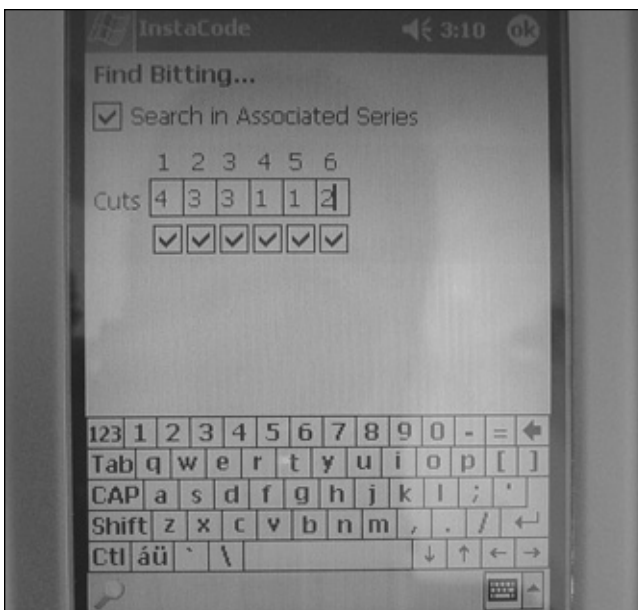 InstaCode 3:10 ok
Find Bitting...
Search in Associated Series
1 2 3 4 5 6
Cuts 4 3 3 1 1 2
123 1 2 3 4 5 6 7 8 9 0 - =
Tab q w e r t y u i o p [ ]
CAP a s d f g h j k l ; '
Shift z x c v b n m , . /
Ctl áü ` \